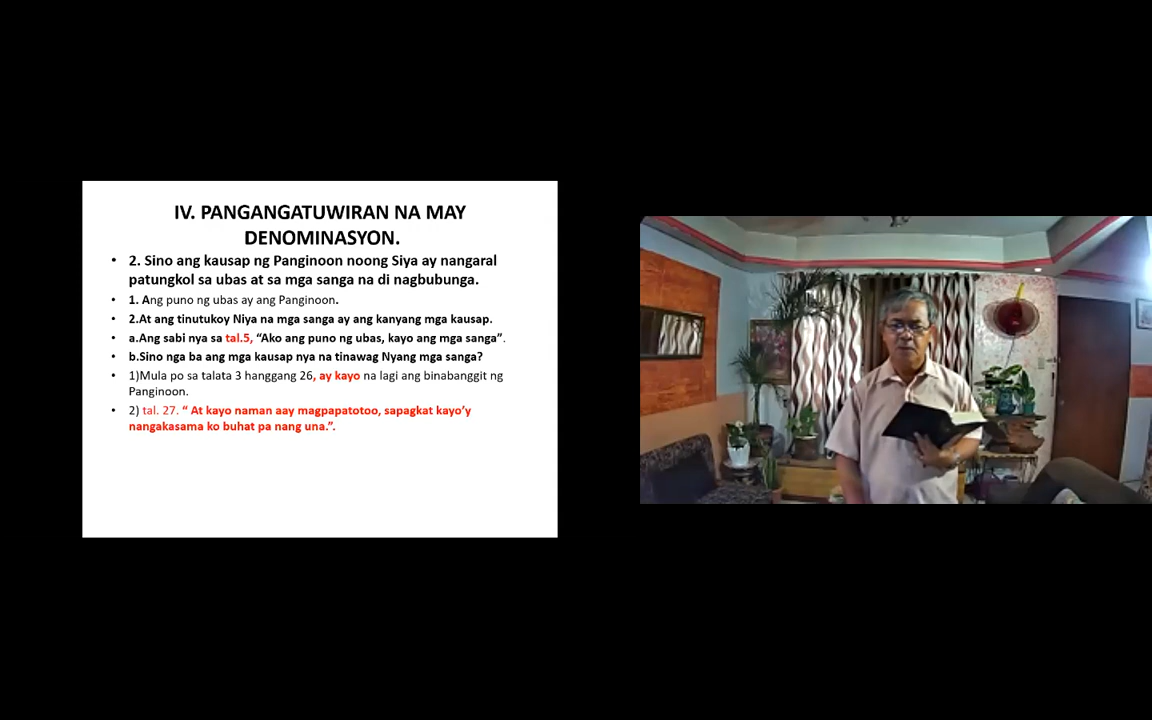 IV. PANGANGATUWIRAN NA MAY
DENOMINASYON.
• 2. Sino ang kausap ng Panginoon noong Siya ay nangaral
patungkol sa ubas at sa mga sanga na di nagbubunga.
• 1. Ang puno ng ubas ay ang Panginoon.
• 2.At ang tinutukoy Niya na mga sanga ay ang kanyang mga kausap.
• a.Ang sabi nya sa tal.5, “Ako ang puno ng ubas, kayo ang mga sanga”.
• b.Sino nga ba ang mga kausap nya na tinawag Nyang mga sanga?
• 1)Mula po sa talata 3 hanggang 26, ay kayo na lagi ang binabanggit ng
Panginoon.
• 2) tal. 27. “ At kayo naman aay magpapatotoo, sapagkat kayo’y
nangakasama ko buhat pa nang una.”.